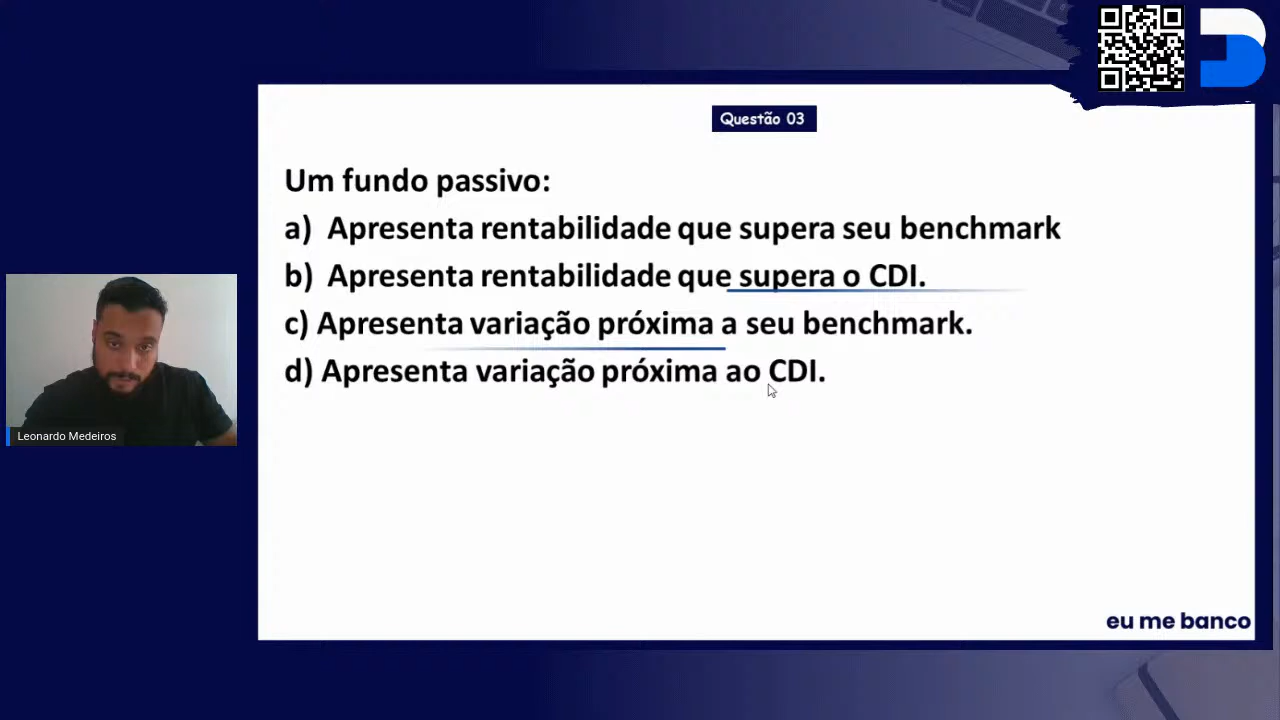 Questão 03
Um fundo passivo:
a) Apresenta rentabilidade que supera seu benchmark
b) Apresenta rentabilidade que supera o CDI.
c) Apresenta variação próxima a seu benchmark.
d) Apresenta variação próxima ao CDI.
Leonardo Medeiros
eu me banco